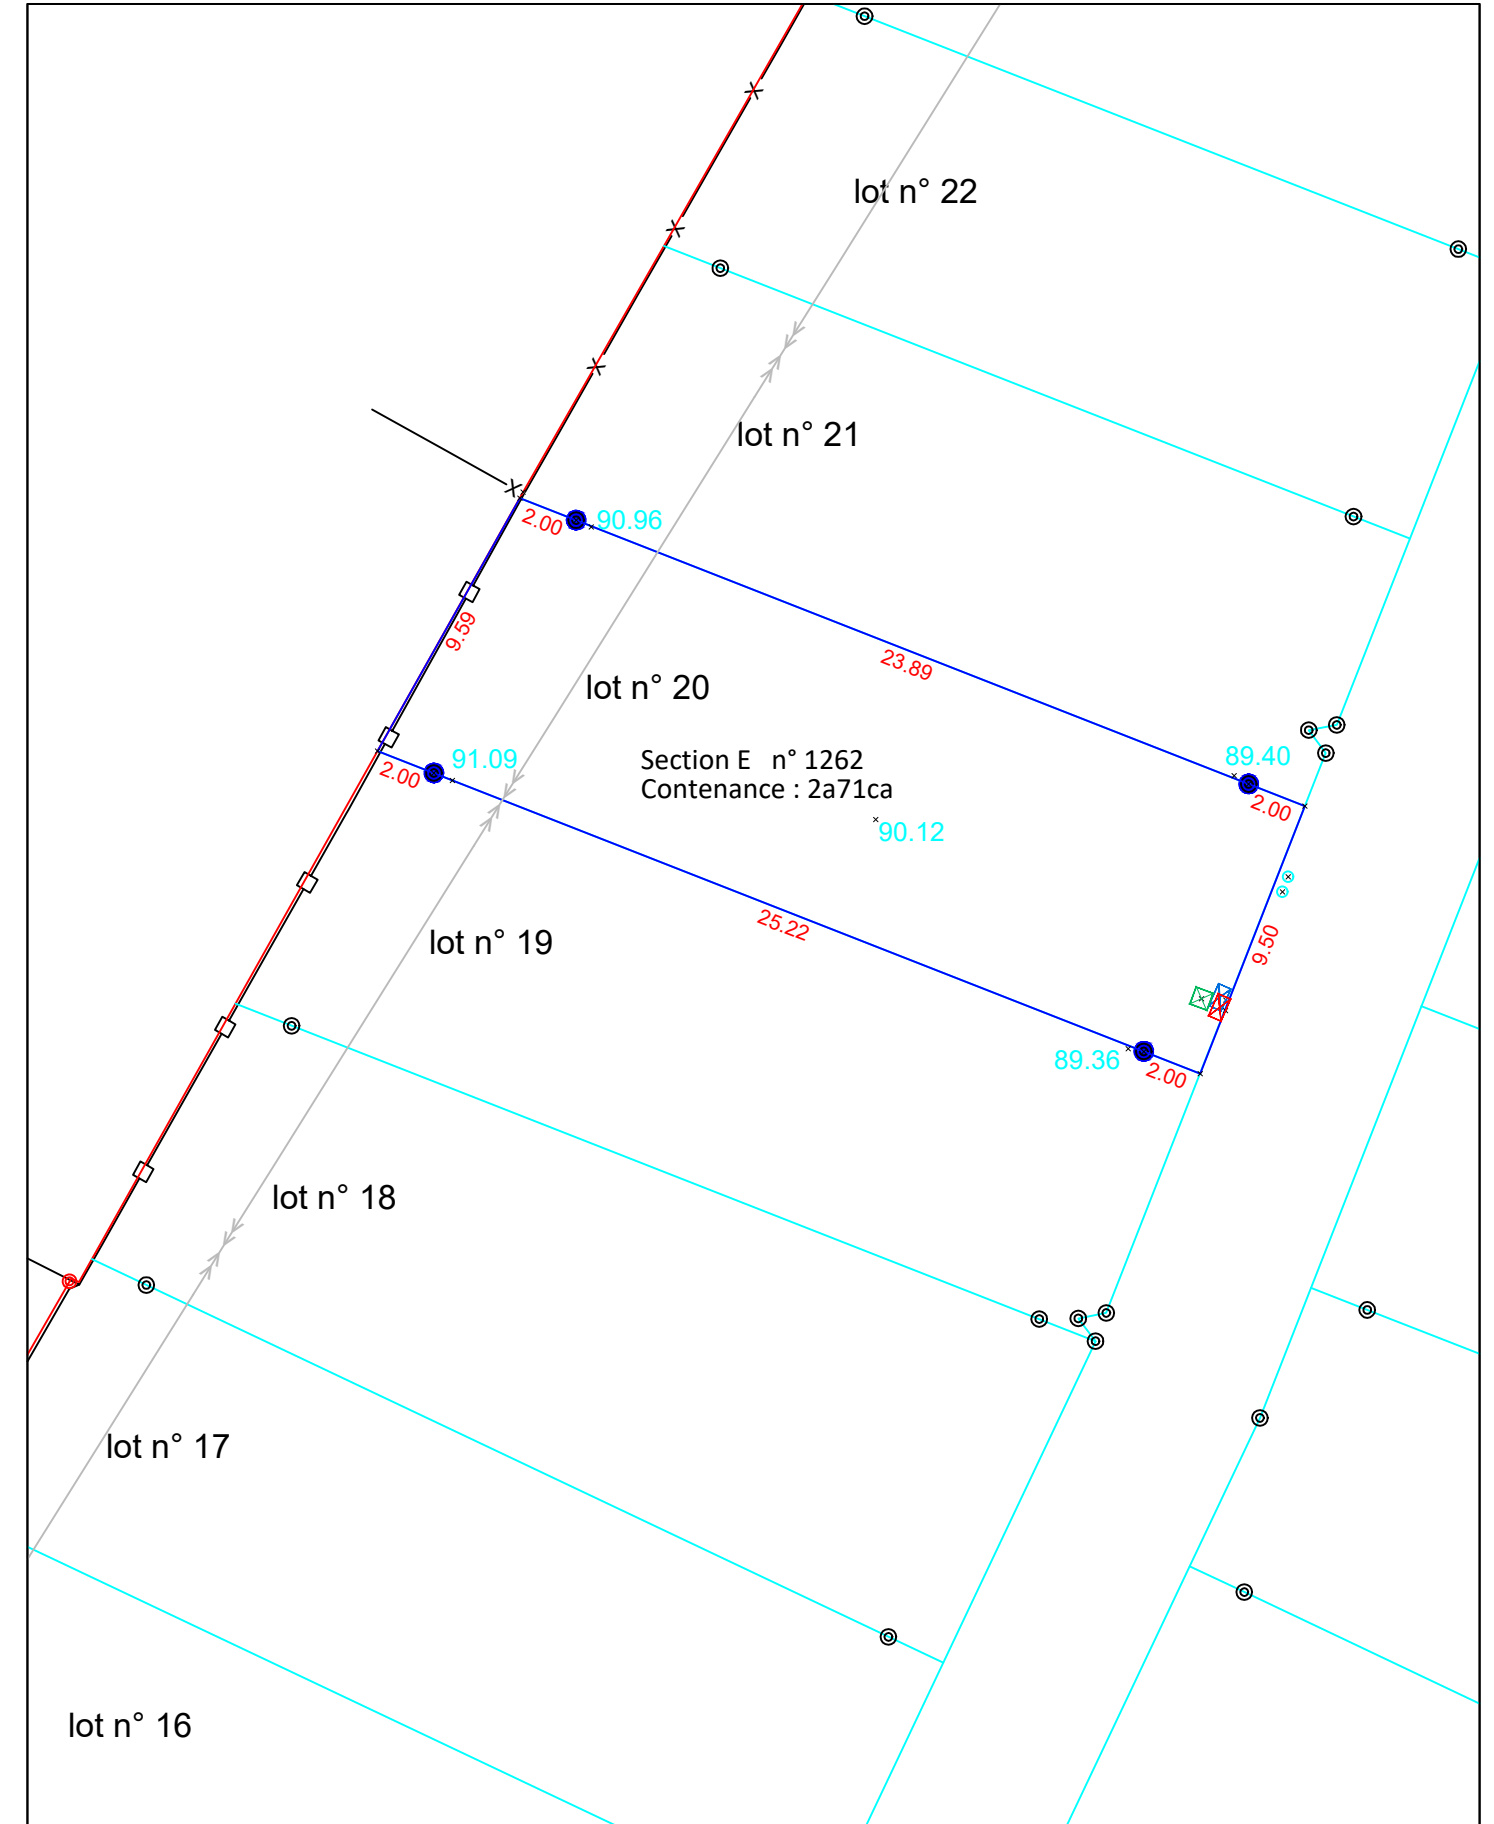 lot n° 22
lot n° 21
2.00
90.96
9.59
23.89
lot n° 20
91.09
2.00
Section E n° 1262
Contenance : 2a71ca
89.40
2.00
90.12
25.22
lot n° 19
9.50
89.36
2.00
lot n° 18
lot n° 17
lot n° 16